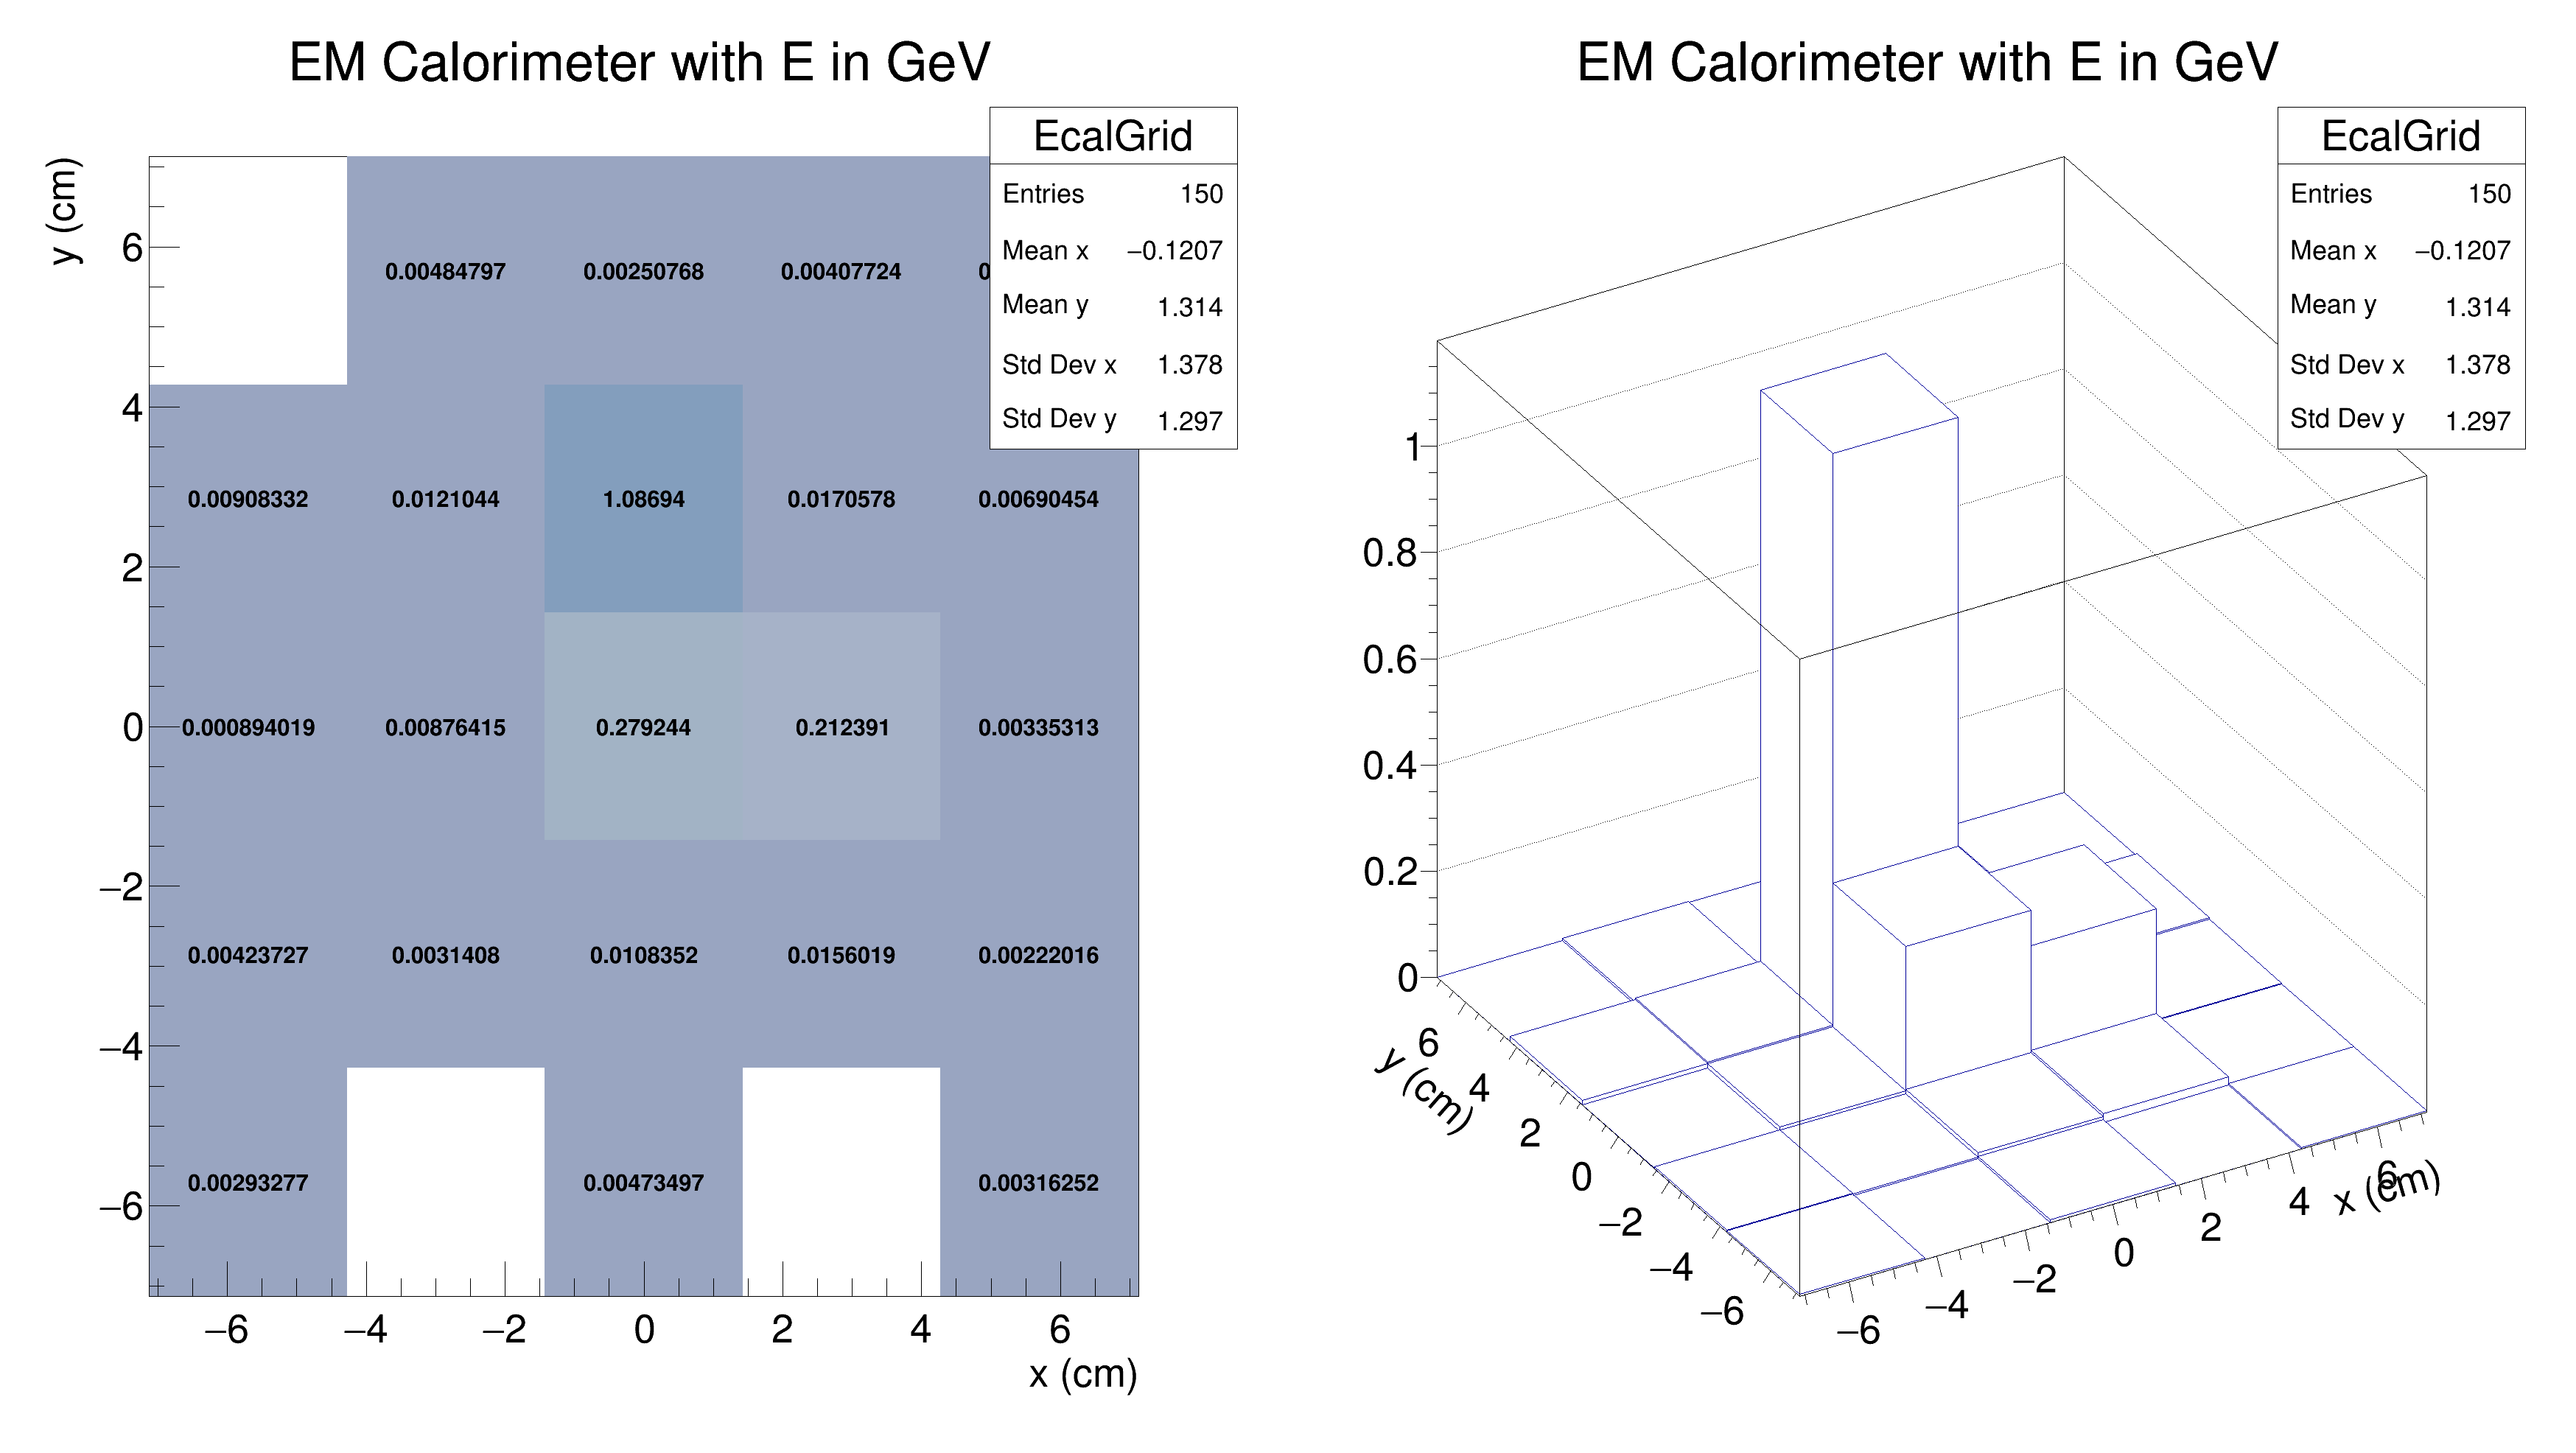 EM Calorimeter with E in GeV
EcalGrid
Entries 150
Mean x −0.1207
Mean y 1.314
Std Dev x 1.378
Std Dev y 1.297
y (cm)
6
4
2
0
−2
−4
−6
0.00484797 0.00250768 0.00407724
0.00908332 0.0121044 1.08694 0.0170578 0.00690454
0.000894019 0.00876415 0.279244 0.212391 0.00335313
0.00423727 0.0031408 0.0108352 0.0156019 0.00222016
0.00293277 0.00473497 0.00316252
−6 −4 −2 0 2 4 6
x (cm)
EM Calorimeter with E in GeV
EcalGrid
Entries 150
Mean x −0.1207
Mean y 1.314
Std Dev x 1.378
Std Dev y 1.297
1
0.8
0.6
0.4
0.2
0
y (cm)
6
4
2
0
−2
−4
−6
−6 −4 −2 0 2 4 6
x (cm)